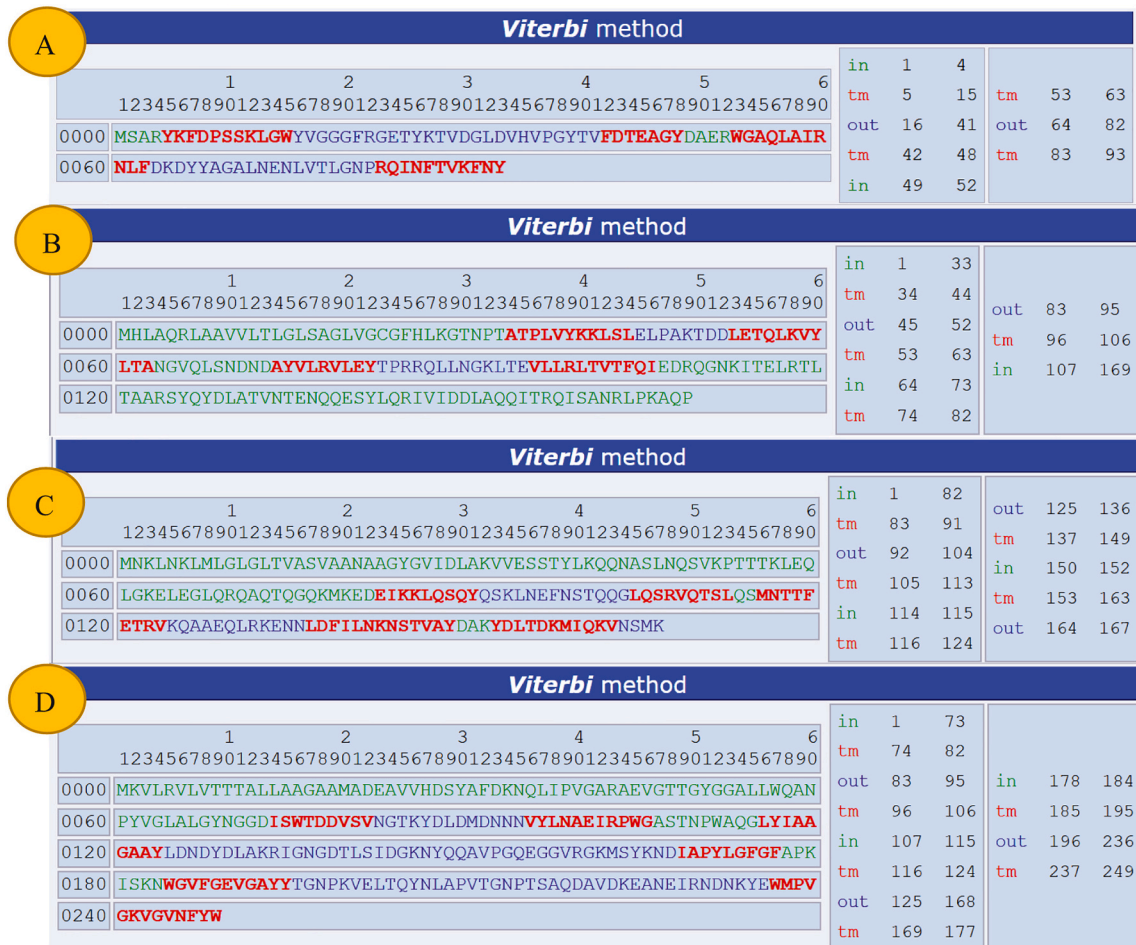 A
Viterbi method
1 2 3 4 5 6
123456789012345678901234567890123456789012345678901234567890
0000 MSARYKFDPSSKLGWYVGGGFRGETYKTVDGLDVHVPGYTVFDTEAGYDAERWGAQLAIR
0060 NLFDKDYYAGALNENLVTLGNPRQINFTVKFNY
in 1 4
tm 5 15
out 16 41
tm 42 48
in 49 52
tm 53 63
out 64 82
tm 83 93
B
Viterbi method
1 2 3 4 5 6
123456789012345678901234567890123456789012345678901234567890
0000 MHLAQRLAAVVLTLGLSAGLVGCGFHLKGTNPTATPLVYKKLSLELPAKTDDLETQLKVY
0060 LTANGVQLSNDNDAYVLRVLEYTPRRQLLNGKLTEVLLRLTVTFQIEDRQGNKITELRTL
0120 TAARSYQYDLATVNTENQQESYLQRIVIDDLAQQITRQISANRLPKAQP
in 1 33
tm 34 44
out 45 52
tm 53 63
in 64 73
tm 74 82
out 83 95
tm 96 106
in 107 169
C
Viterbi method
1 2 3 4 5 6
123456789012345678901234567890123456789012345678901234567890
0000 MNKLNKLMLGLGLTVASVAANAAGYGVIDLAKVVESSTYLKQQNASLNQSVKPTTTKLEQ
0060 LGKELEGLQRQAQTQGQKMKEDEIKKLQSQYQSKLNEFNSTQQGLQSRVQTSLQSMNTTF
0120 ETRVKQAAEQLRKENNLDFILNKNSTVAYDAKYDLTDKMIQKVNSMK
in 1 82
tm 83 91
out 92 104
tm 105 113
in 114 115
tm 116 124
out 125 136
tm 137 149
in 150 152
tm 153 163
out 164 167
D
Viterbi method
1 2 3 4 5 6
123456789012345678901234567890123456789012345678901234567890
0000 MKVLRVLVTTTALLAAGAAMADEAVVHDSYAFDKNQLIPVGARAEVGTTGYGGALLWQAN
0060 PYVGLALGYNGGDISWTDDVSVNGTKYDLDMDNNNVYLNAEIRPWGASTNPWAQGLYIAA
0120 GAAYLDNDYDLAKRIGNGDTLSIDGKNYQQAVPGQEGGVRGKMSYKNDIAPYLGFGFAPK
0180 ISKNWGVFGEVGAYYTGNPKVELTQYNLAPVTGNPTSAQDAVDKEANEIRNDNKYEWMPV
0240 GKVGVNFYW
in 1 73
tm 74 82
out 83 95
tm 96 106
in 107 115
tm 116 124
out 125 168
tm 169 177
in 178 184
tm 185 195
out 196 236
tm 237 249